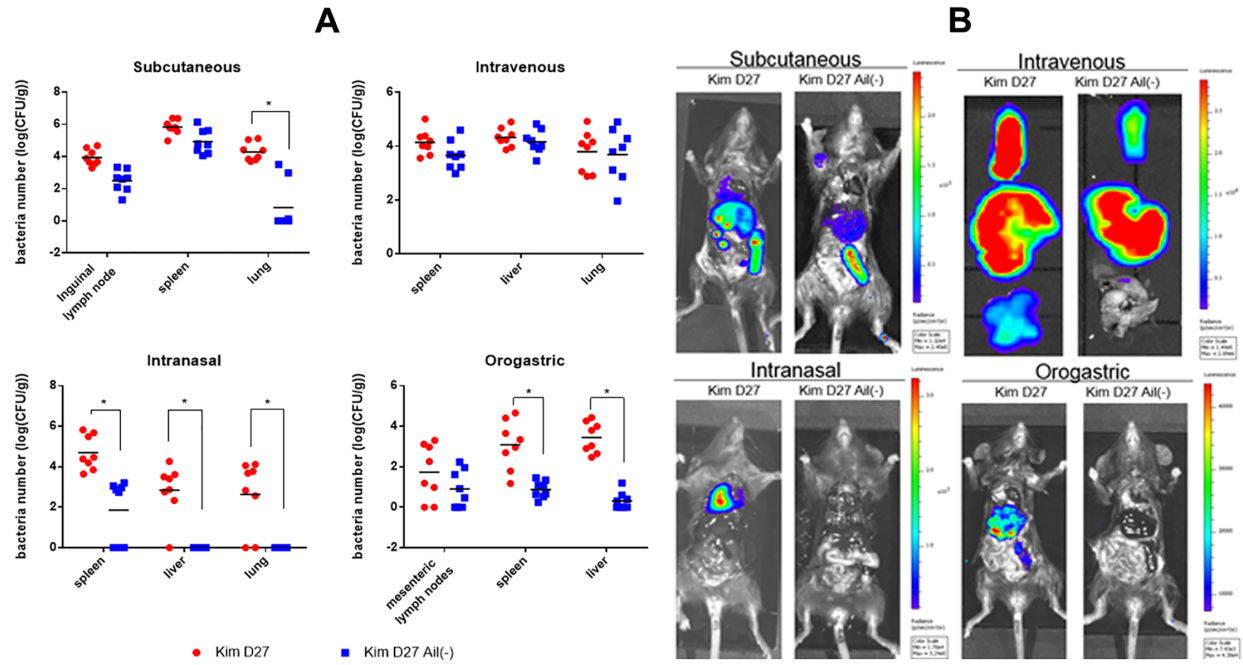 A
B
Subcutaneous
bacteria number (log(CFU/g))
8
6
4
2
0
-2
*
Inguinal
lymph node
spleen
lung
Intravenous
bacteria number (log(CFU/g))
6
4
2
0
spleen
liver
lung
Intranasal
bacteria number (log(CFU/g))
8
6
4
2
0
*
*
*
spleen
liver
lung
Orogastric
bacteria number (log(CFU/g))
6
4
2
0
-2
*
*
mesenteric
lymph nodes
spleen
liver
Kim D27
Kim D27 Ail(-)
Subcutaneous
Kim D27
Kim D27 Ail(-)
Luminescence
Radiance
Color Scale
Intravenous
Kim D27
Kim D27 Ail(-)
Luminescence
Radiance
Color Scale
Intranasal
Kim D27
Kim D27 Ail(-)
Luminescence
Radiance
Color Scale
Orogastric
Kim D27
Kim D27 Ail(-)
Luminescence
40000
30000
20000
10000
Radiance
Color Scale